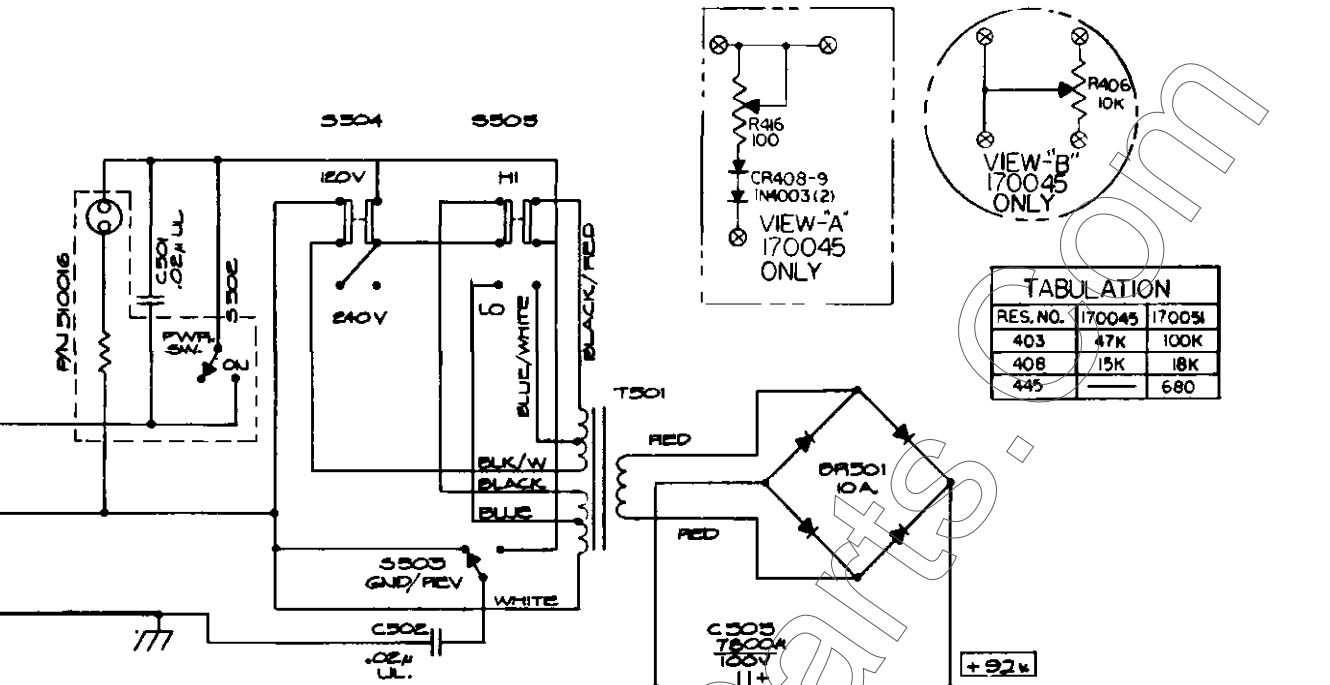 S504
S505
120V
HI
240V
LO
P/N 510016
C501
.02µ UL
S502
PWR.
SW.
ON
BLUE/WHITE
BLACK/RED
T501
BLK/W
BLACK
BLUE
WHITE
S503
GND/REV
C502
.02µ
UL.
RED
RED
BR501
10A
C505
7800µ
100V
+
+92V
R416
100
CR408-9
1N4003(2)
VIEW-"A"
170045
ONLY
R406
10K
VIEW-"B"
170045
ONLY
TABULATION
RES. NO. 170045 170051
403 47K 100K
408 15K 18K
445 — 680
arts.com